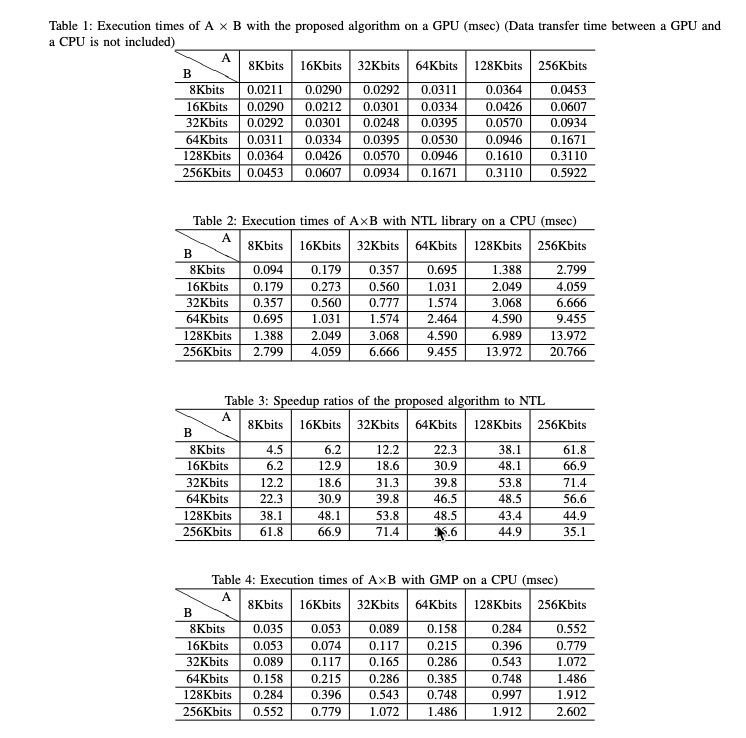 Table 1: Execution times of A × B with the proposed algorithm on a GPU (msec) (Data transfer time between a GPU and
a CPU is not included)
A
B
8Kbits 16Kbits 32Kbits 64Kbits 128Kbits 256Kbits
8Kbits 0.0211 0.0290 0.0292 0.0311 0.0364 0.0453
16Kbits 0.0290 0.0212 0.0301 0.0334 0.0426 0.0607
32Kbits 0.0292 0.0301 0.0248 0.0395 0.0570 0.0934
64Kbits 0.0311 0.0334 0.0395 0.0530 0.0946 0.1671
128Kbits 0.0364 0.0426 0.0570 0.0946 0.1610 0.3110
256Kbits 0.0453 0.0607 0.0934 0.1671 0.3110 0.5922
Table 2: Execution times of A×B with NTL library on a CPU (msec)
A
B
8Kbits 16Kbits 32Kbits 64Kbits 128Kbits 256Kbits
8Kbits 0.094 0.179 0.357 0.695 1.388 2.799
16Kbits 0.179 0.273 0.560 1.031 2.049 4.059
32Kbits 0.357 0.560 0.777 1.574 3.068 6.666
64Kbits 0.695 1.031 1.574 2.464 4.590 9.455
128Kbits 1.388 2.049 3.068 4.590 6.989 13.972
256Kbits 2.799 4.059 6.666 9.455 13.972 20.766
Table 3: Speedup ratios of the proposed algorithm to NTL
A
B
8Kbits 16Kbits 32Kbits 64Kbits 128Kbits 256Kbits
8Kbits 4.5 6.2 12.2 22.3 38.1 61.8
16Kbits 6.2 12.9 18.6 30.9 48.1 66.9
32Kbits 12.2 18.6 31.3 39.8 53.8 71.4
64Kbits 22.3 30.9 39.8 46.5 48.5 56.6
128Kbits 38.1 48.1 53.8 48.5 43.4 44.9
256Kbits 61.8 66.9 71.4 44.9 35.1
Table 4: Execution times of A×B with GMP on a CPU (msec)
A
B
8Kbits 16Kbits 32Kbits 64Kbits 128Kbits 256Kbits
8Kbits 0.035 0.053 0.089 0.158 0.284 0.552
16Kbits 0.053 0.074 0.117 0.215 0.396 0.779
32Kbits 0.089 0.117 0.165 0.286 0.543 1.072
64Kbits 0.158 0.215 0.286 0.385 0.748 1.486
128Kbits 0.284 0.396 0.543 0.748 0.997 1.912
256Kbits 0.552 0.779 1.072 1.486 1.912 2.602